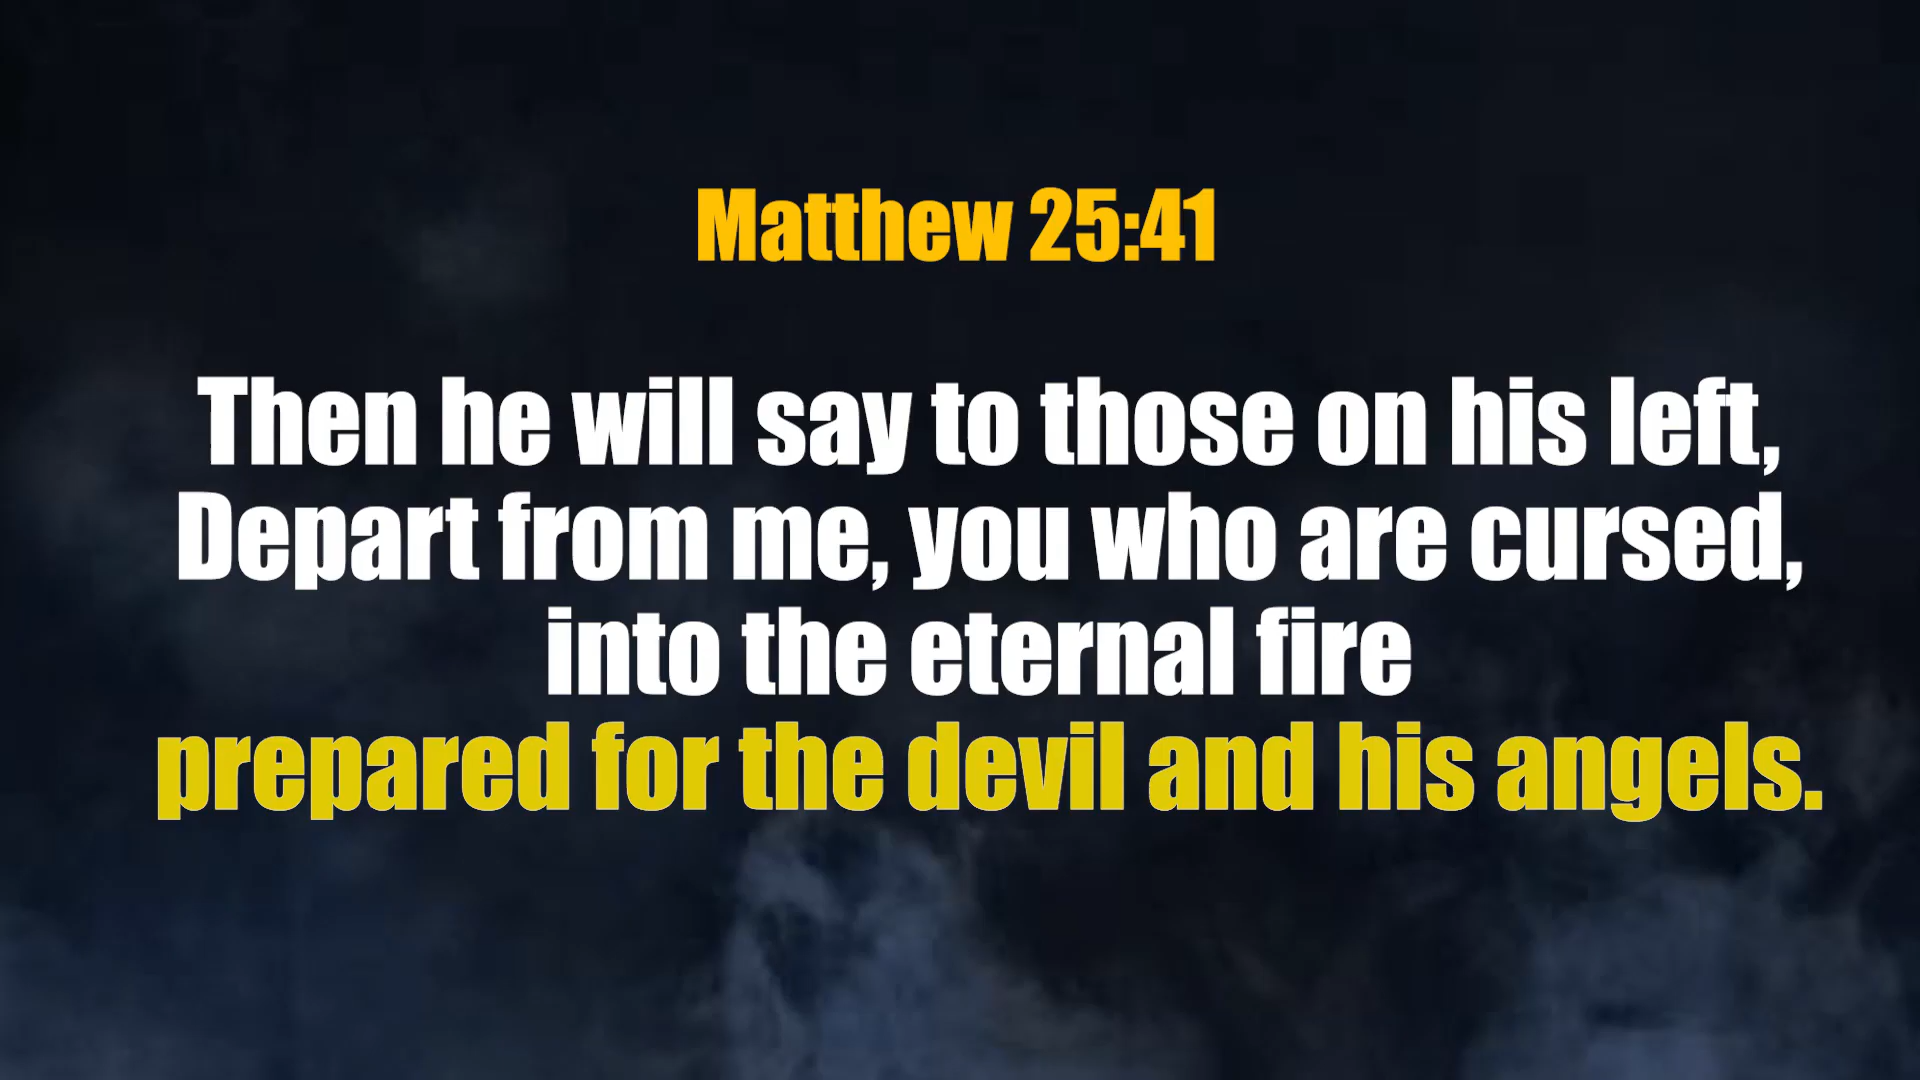 Matthew 25:41
Then he will say to those on his left,
Depart from me, you who are cursed,
into the eternal fire
prepared for the devil and his angels.